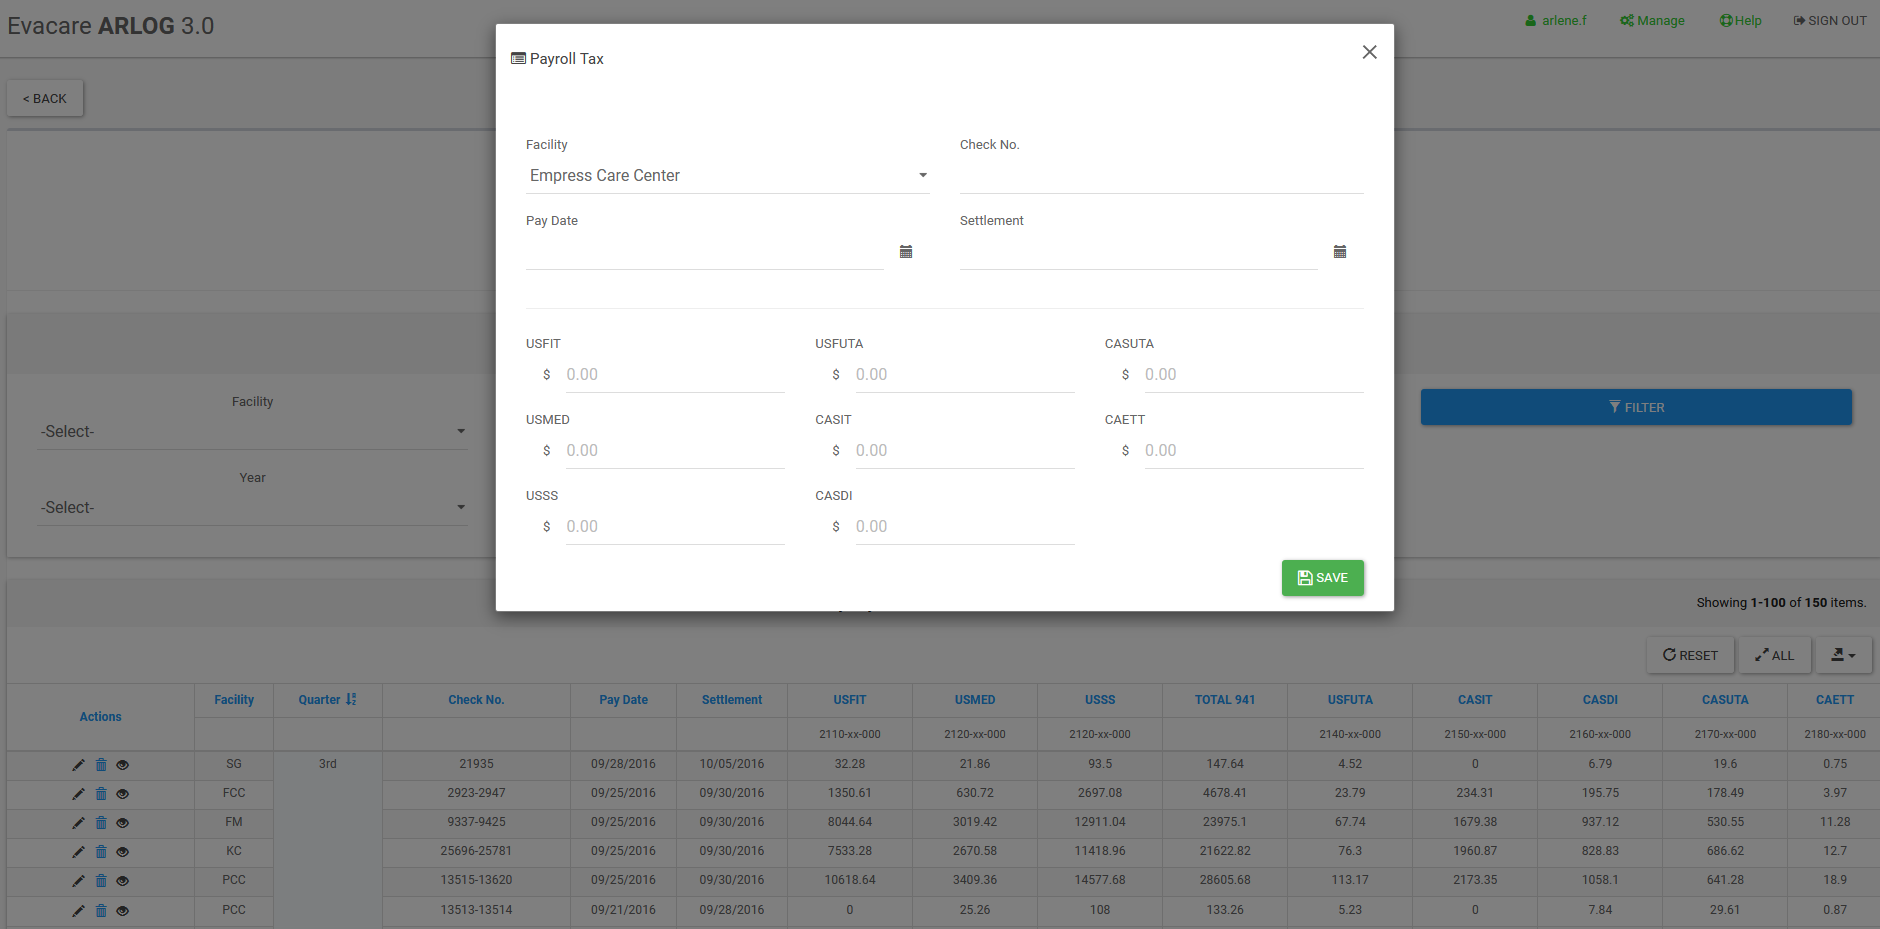 Evacare ARLOG 3.0
arlene.f
Manage
Help
SIGN OUT
< BACK
Payroll Tax
Facility
Empress Care Center
Check No.
Pay Date
Settlement
USFIT
$ 0.00
USFUTA
$ 0.00
CASUTA
$ 0.00
USMED
$ 0.00
CASIT
$ 0.00
CAETT
$ 0.00
USSS
$ 0.00
CASDI
$ 0.00
SAVE
Facility
-Select-
Year
-Select-
FILTER
Showing 1-100 of 150 items.
RESET
ALL
Actions Facility Quarter Check No. Pay Date Settlement USFIT USMED USSS TOTAL 941 USFUTA CASIT CASDI CASUTA CAETT
2110-xx-000 2120-xx-000 2120-xx-000 2140-xx-000 2150-xx-000 2160-xx-000 2170-xx-000 2180-xx-000
SG 3rd 21935 09/28/2016 10/05/2016 32.28 21.86 93.5 147.64 4.52 0 6.79 19.6 0.75
FCC 2923-2947 09/25/2016 09/30/2016 1350.61 630.72 2697.08 4678.41 23.79 234.31 195.75 178.49 3.97
FM 9337-9425 09/25/2016 09/30/2016 8044.64 3019.42 12911.04 23975.1 67.74 1679.38 937.12 530.55 11.28
KC 25696-25781 09/25/2016 09/30/2016 7533.28 2670.58 11418.96 21622.82 76.3 1960.87 828.83 686.62 12.7
PCC 13515-13620 09/25/2016 09/30/2016 10618.64 3409.36 14577.68 28605.68 113.17 2173.35 1058.1 641.28 18.9
PCC 13513-13514 09/21/2016 09/28/2016 0 25.26 108 133.26 5.23 0 7.84 29.61 0.87